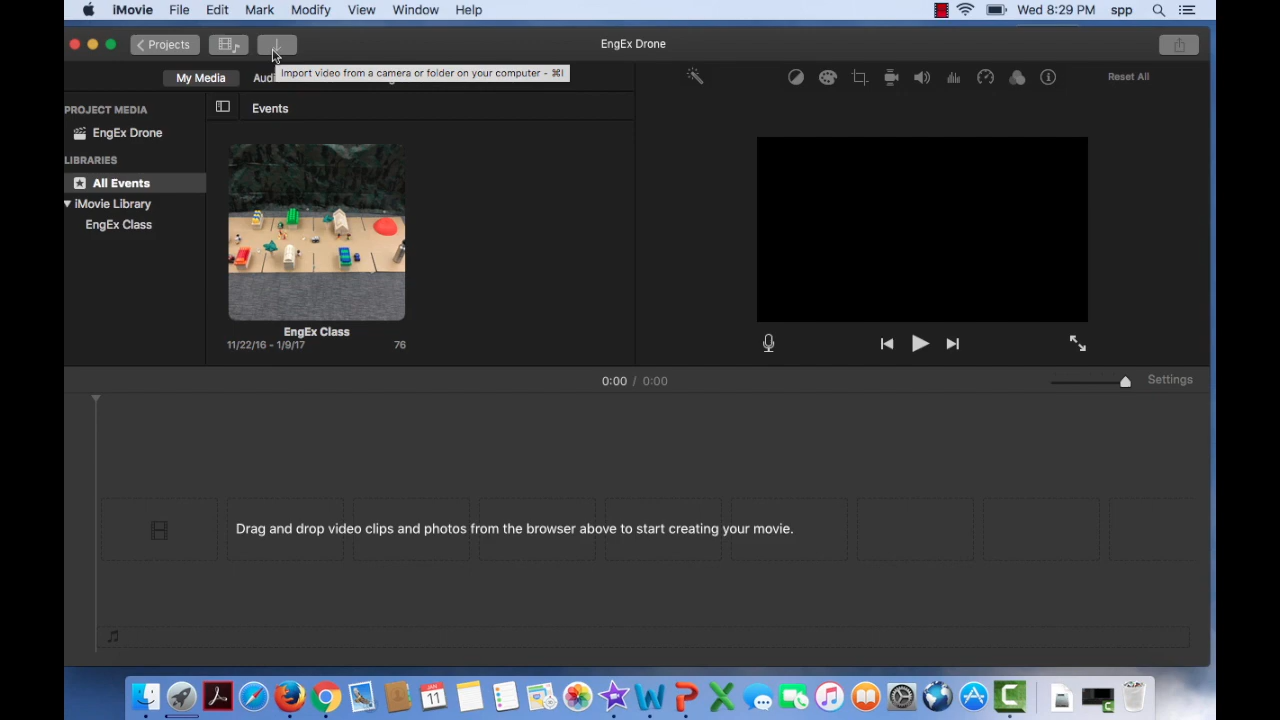 iMovie File Edit Mark Modify View Window Help Wed 8:29 PM spp
Projects EngEx Drone
Import video from a camera or folder on your computer - ⌘I
My Media Audi Reset All
PROJECT MEDIA Events
EngEx Drone
LIBRARIES
All Events
iMovie Library
EngEx Class
EngEx Class
11/22/16 - 1/9/17 76
0:00 / 0:00 Settings
Drag and drop video clips and photos from the browser above to start creating your movie.
JAN
11